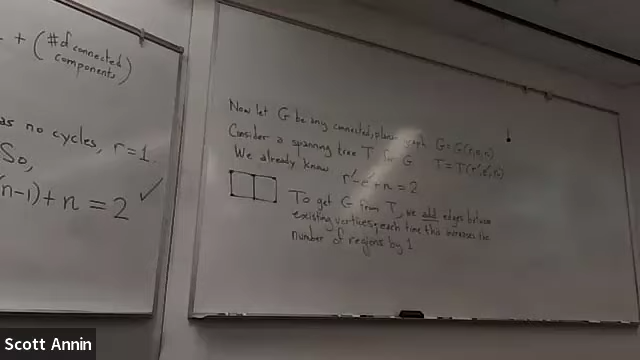 + (# of connected
components)
as no cycles, r=1.
So,
(n-1)+n=2 ✓
Now let G be any connected, planar graph G=G(r,e,n)
Consider a spanning tree T for G T=T(r',e',n)
We already know r'-e'+n=2
To get G from T, we add edges between
existing vertices, each time this increases the
number of regions by 1
Scott Annin